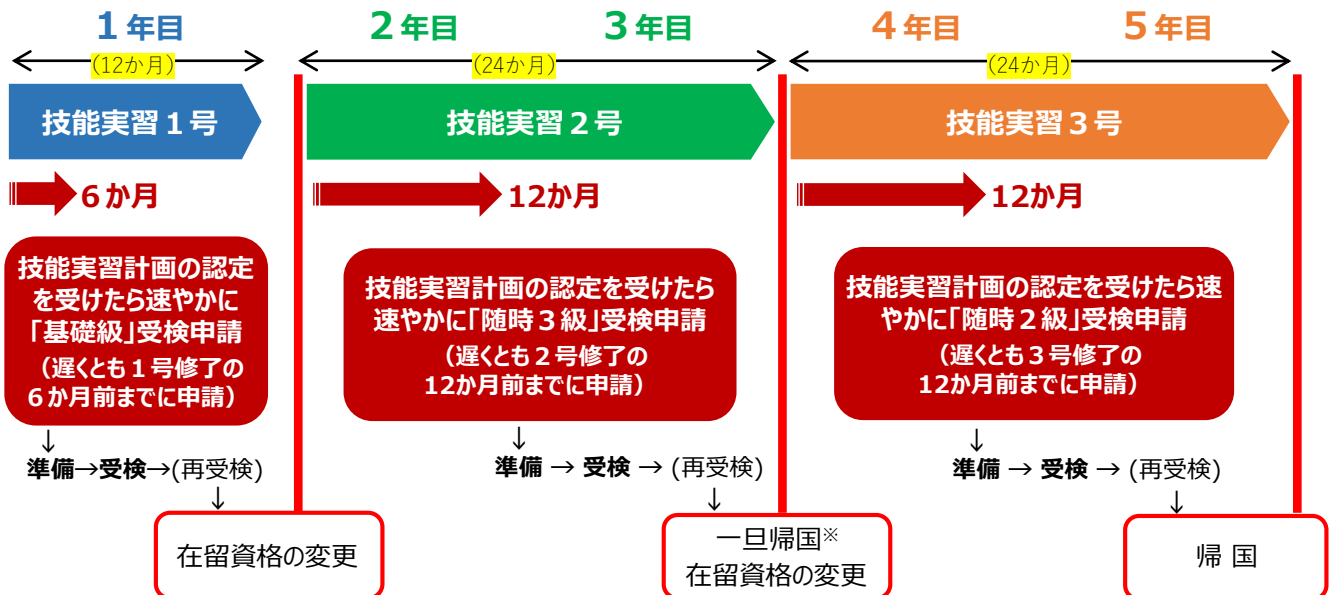 １年目
２年目
３年目
４年目
５年目
(12か月)
(24か月)
(24か月)
技能実習１号
技能実習２号
技能実習３号
６か月
12か月
12か月
技能実習計画の認定
を受けたら速やかに
「基礎級」受検申請
（遅くとも１号修了の
６か月前までに申請）
技能実習計画の認定を受けたら
速やかに「随時３級」受検申請
（遅くとも２号修了の
12か月前までに申請）
技能実習計画の認定を受けたら速
やかに「随時２級」受検申請
（遅くとも３号修了の
12か月前までに申請）
↓
準備→受検→(再受検)
↓
在留資格の変更
↓
準備 → 受検 → (再受検)
↓
一旦帰国※
在留資格の変更
↓
準備 → 受検 → (再受検)
↓
帰 国